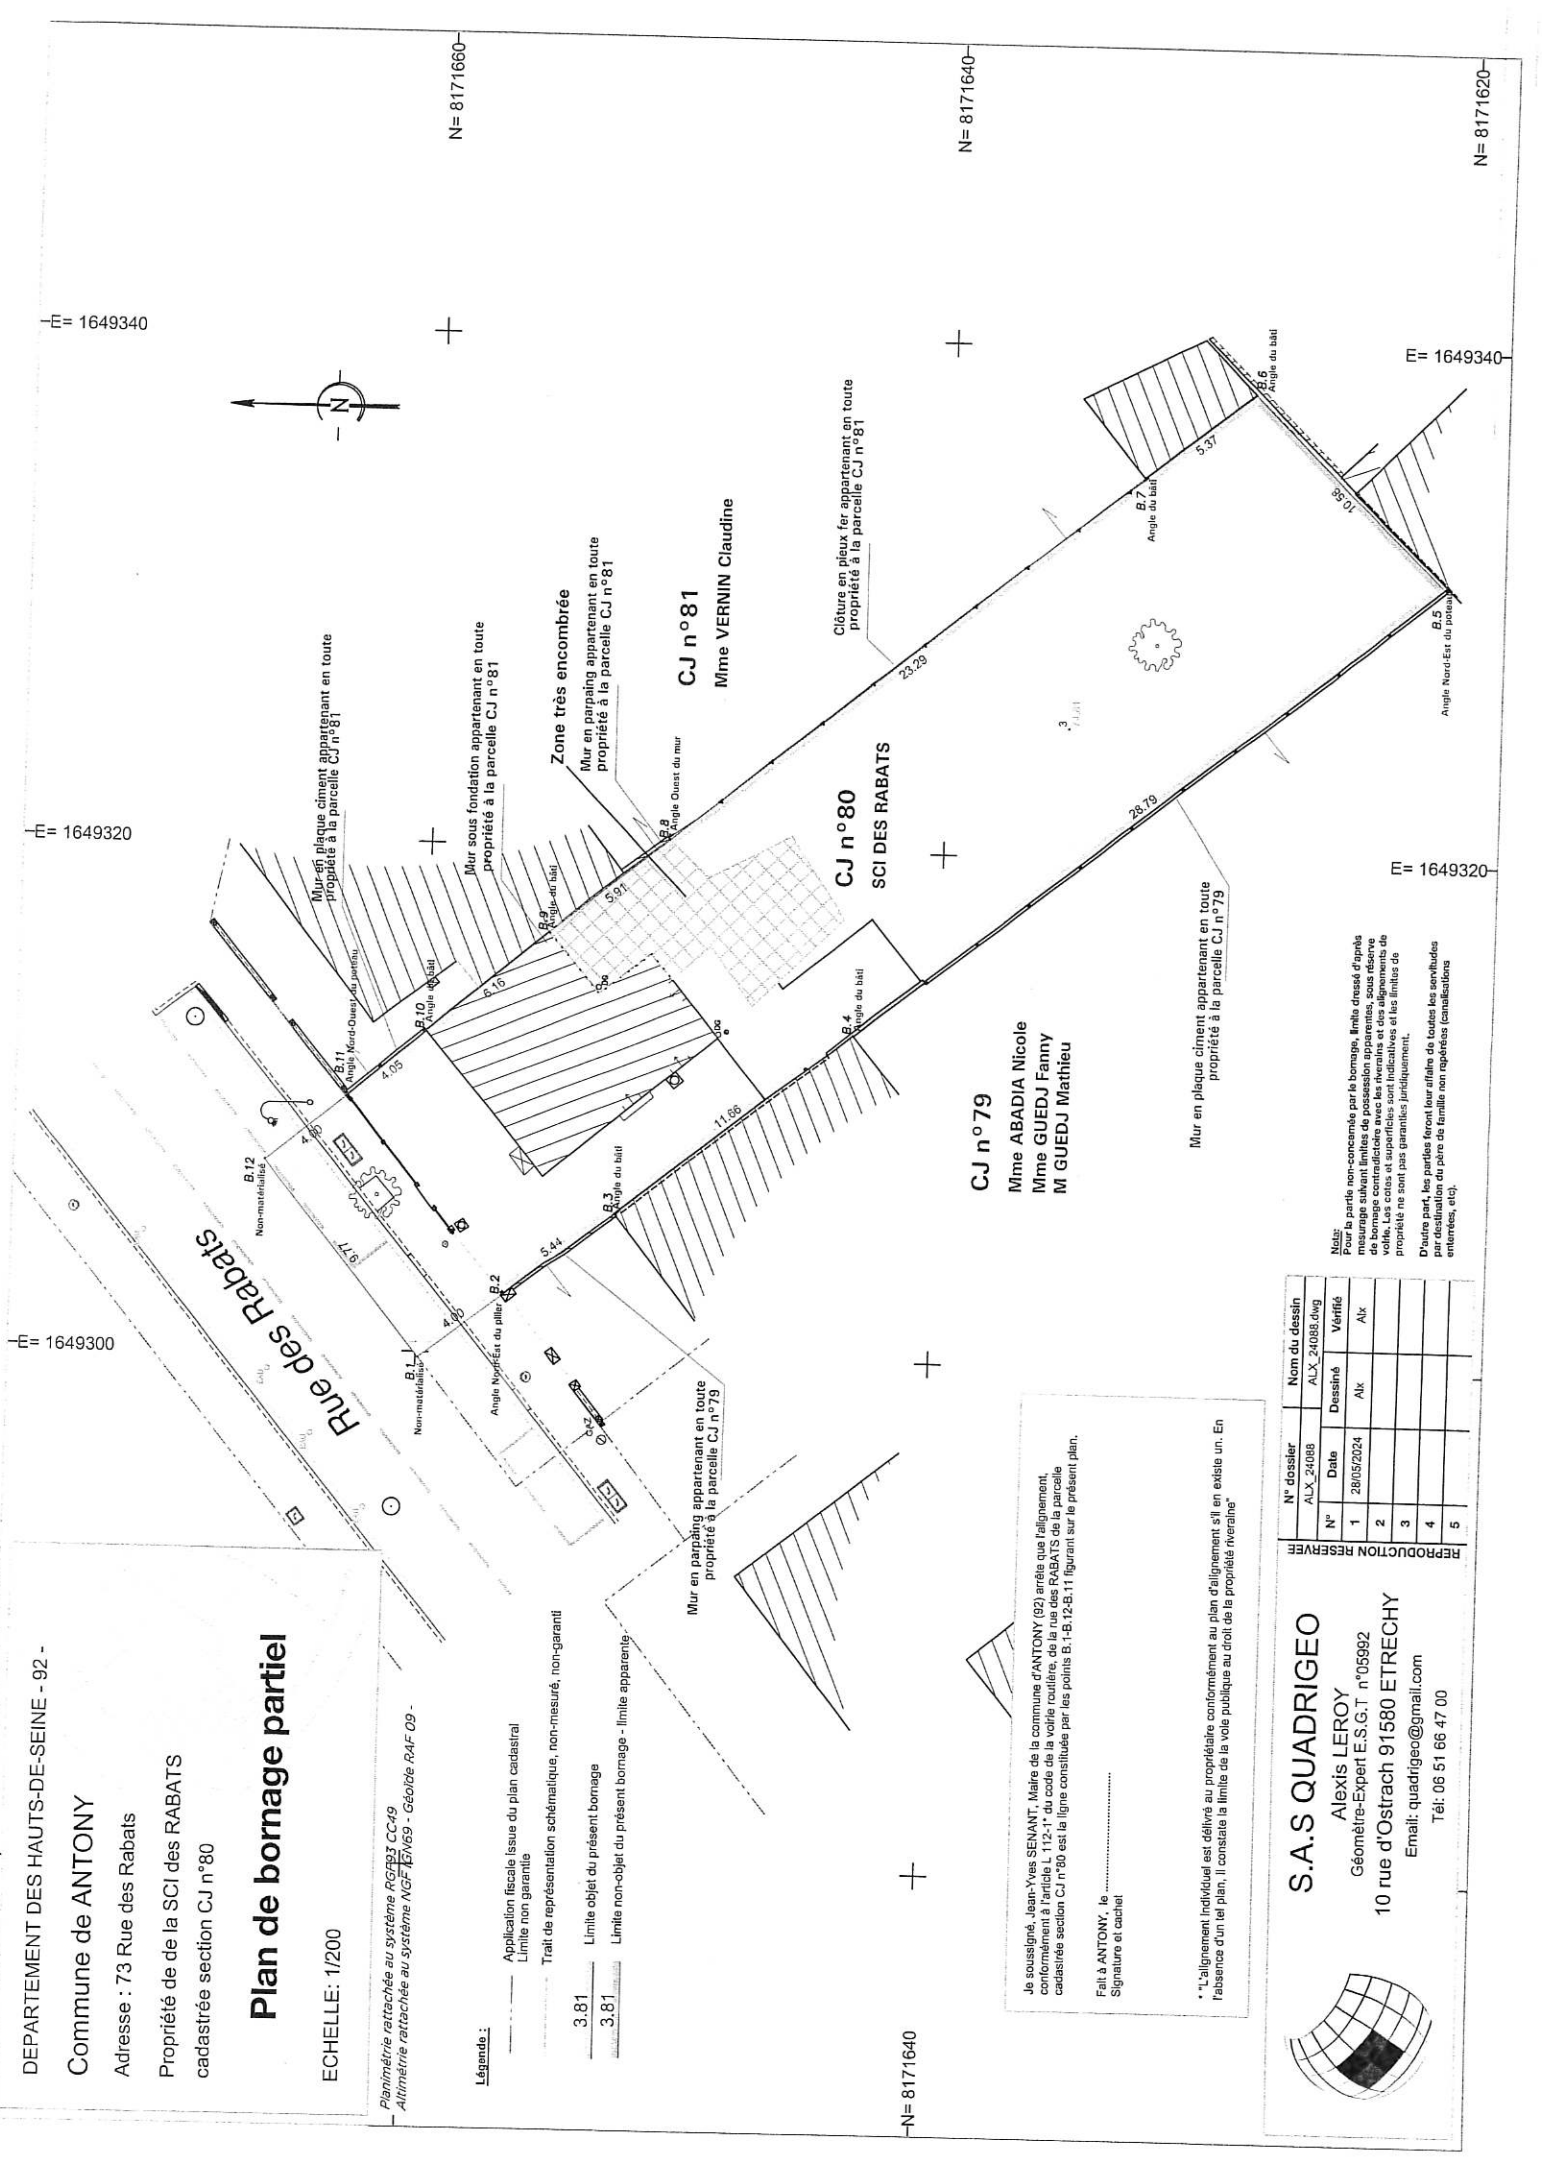 DEPARTEMENT DES HAUTS-DE-SEINE - 92 -
Commune de ANTONY
Adresse : 73 Rue des Rabats
Propriété de de la SCI des RABATS
cadastrée section CJ n°80
Plan de bornage partiel
ECHELLE: 1/200
Planimétrie rattachée au système RGF93 CC49
Altimétrie rattachée au système NGF IGN69 - Géoïde RAF 09 -
Légende :
Application fiscale issue du plan cadastral
Limite non garantie
Trait de représentation schématique, non-mesuré, non-garanti
3.81
Limite objet du présent bornage
3.81
Limite non-objet du présent bornage - limite apparente
E= 1649300
E= 1649320
E= 1649340
N= 8171660
N= 8171640
N= 8171620
E= 1649340
E= 1649320
N= 8171640
N
Rue des Rabats
B.1
Non-matérialisé
B.12
Non-matérialisé
9.77
4.00
4.00
B.11
Angle Nord-Ouest du poteau
B.2
Angle Nord-Est du pilier
GAZ
4.05
B.10
Angle du bâti
6.16
B.9
Angle du bâti
5.91
B.8
Angle Ouest du mur
23.29
B.7
Angle du bâti
5.37
B.6
Angle du bâti
10.58
B.5
Angle Nord-Est du poteau
28.79
B.4
Angle du bâti
11.66
B.3
Angle du bâti
5.44
Mur en plaque ciment appartenant en toute
propriété à la parcelle CJ n°81
Mur sous fondation appartenant en toute
propriété à la parcelle CJ n°81
Zone très encombrée
Mur en parpaing appartenant en toute
propriété à la parcelle CJ n°81
CJ n°81
Mme VERNIN Claudine
Clôture en pieux fer appartenant en toute
propriété à la parcelle CJ n°81
CJ n°80
SCI DES RABATS
3
CJ n°79
Mme ABADIA Nicole
Mme GUEDJ Fanny
M GUEDJ Mathieu
Mur en plaque ciment appartenant en toute
propriété à la parcelle CJ n°79
Mur en parpaing appartenant en toute
propriété à la parcelle CJ n°79
Je soussigné, Jean-Yves SENANT, Maire de la commune d'ANTONY (92) arrête que l'alignement,
conformément à l'article L 112-1* du code de la voirie routière, de la rue des RABATS de la parcelle
cadastrée section CJ n°80 est la ligne constituée par les points B.1-B.12-B.11 figurant sur le présent plan.
Fait à ANTONY, le
Signature et cachet
* "L'alignement individuel est délivré au propriétaire conformément au plan d'alignement s'il en existe un. En
l'absence d'un tel plan, il constate la limite de la voie publique au droit de la propriété riveraine"
Nota:
Pour la partie non-concernée par le bornage, limite dressé d'après
mesurage suivant limites de possession apparentes, sous réserve
de bornage contradictoire avec les riverains et des alignements de
voirie. Les cotes et superficies sont indicatives et les limites de
propriété ne sont pas garanties juridiquement.
D'autre part, les parties feront leur affaire de toutes les servitudes
par destination du père de famille non repérées (canalisations
enterrées, etc).
S.A.S QUADRIGEO
Alexis LEROY
Géomètre-Expert E.S.G.T n°05992
10 rue d'Ostrach 91580 ETRECHY
Email: quadrigeo@gmail.com
Tél: 06 51 66 47 00
REPRODUCTION RESERVEE
N° dossier Nom du dessin
ALX_24088 ALX_24088.dwg
N° Date Dessiné Vérifié
1 28/05/2024 Alx Alx
2
3
4
5